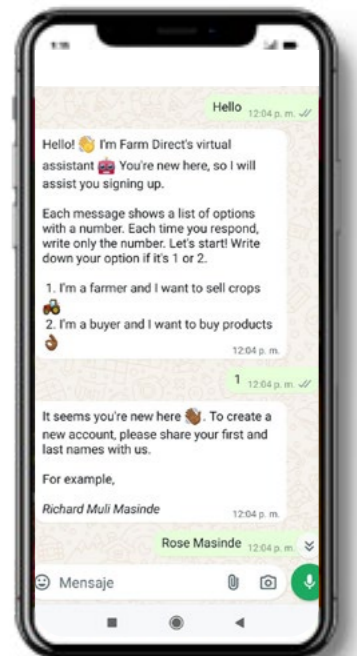 Hello 12:04 p. m.
Hello! 👋 I'm Farm Direct's virtual
assistant 🤖 You're new here, so I will
assist you signing up.
Each message shows a list of options
with a number. Each time you respond,
write only the number. Let's start! Write
down your option if it's 1 or 2.
1. I'm a farmer and I want to sell crops
🚜
2. I'm a buyer and I want to buy products
👌🏾
12:04 p. m.
1 12:04 p. m.
It seems you're new here 👋🏾. To create a
new account, please share your first and
last names with us.
For example,
Richard Muli Masinde
12:04 p. m.
Rose Masinde 12:04 p. m.
Mensaje